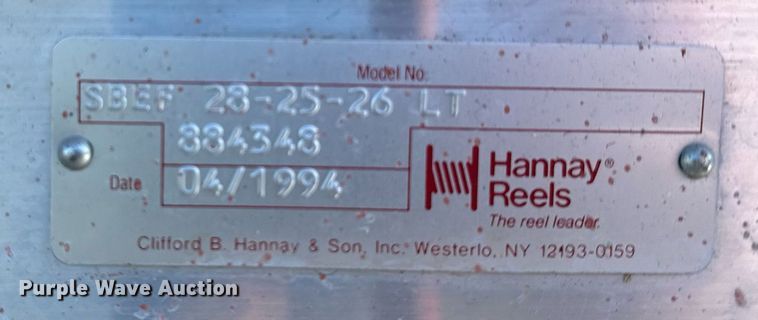 Model No.
SBEF 28-25-26 LT
884348
Date 04/1994
Hannay®
Reels
The reel leader.
Clifford B. Hannay & Son, Inc. Westerlo, NY 12193-0159
Purple Wave Auction